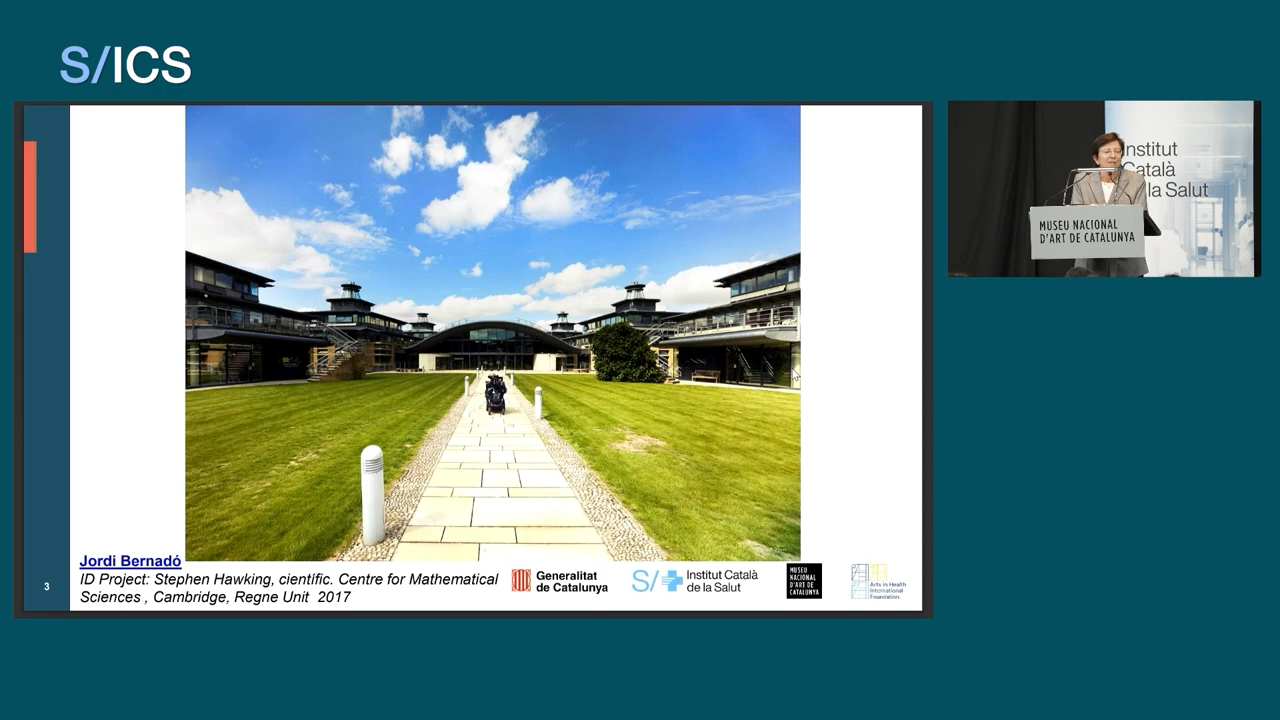 S/ICS
Institut
Català
la Salut
MUSEU NACIONAL
D'ART DE CATALUNYA
Jordi Bernadó
ID Project: Stephen Hawking, científic. Centre for Mathematical
Sciences , Cambridge, Regne Unit 2017
3
Generalitat
de Catalunya
S/
Institut Català
de la Salut
MUSEU
NACIONAL
D'ART DE
CATALUNYA
Arts in Health
International
Foundation